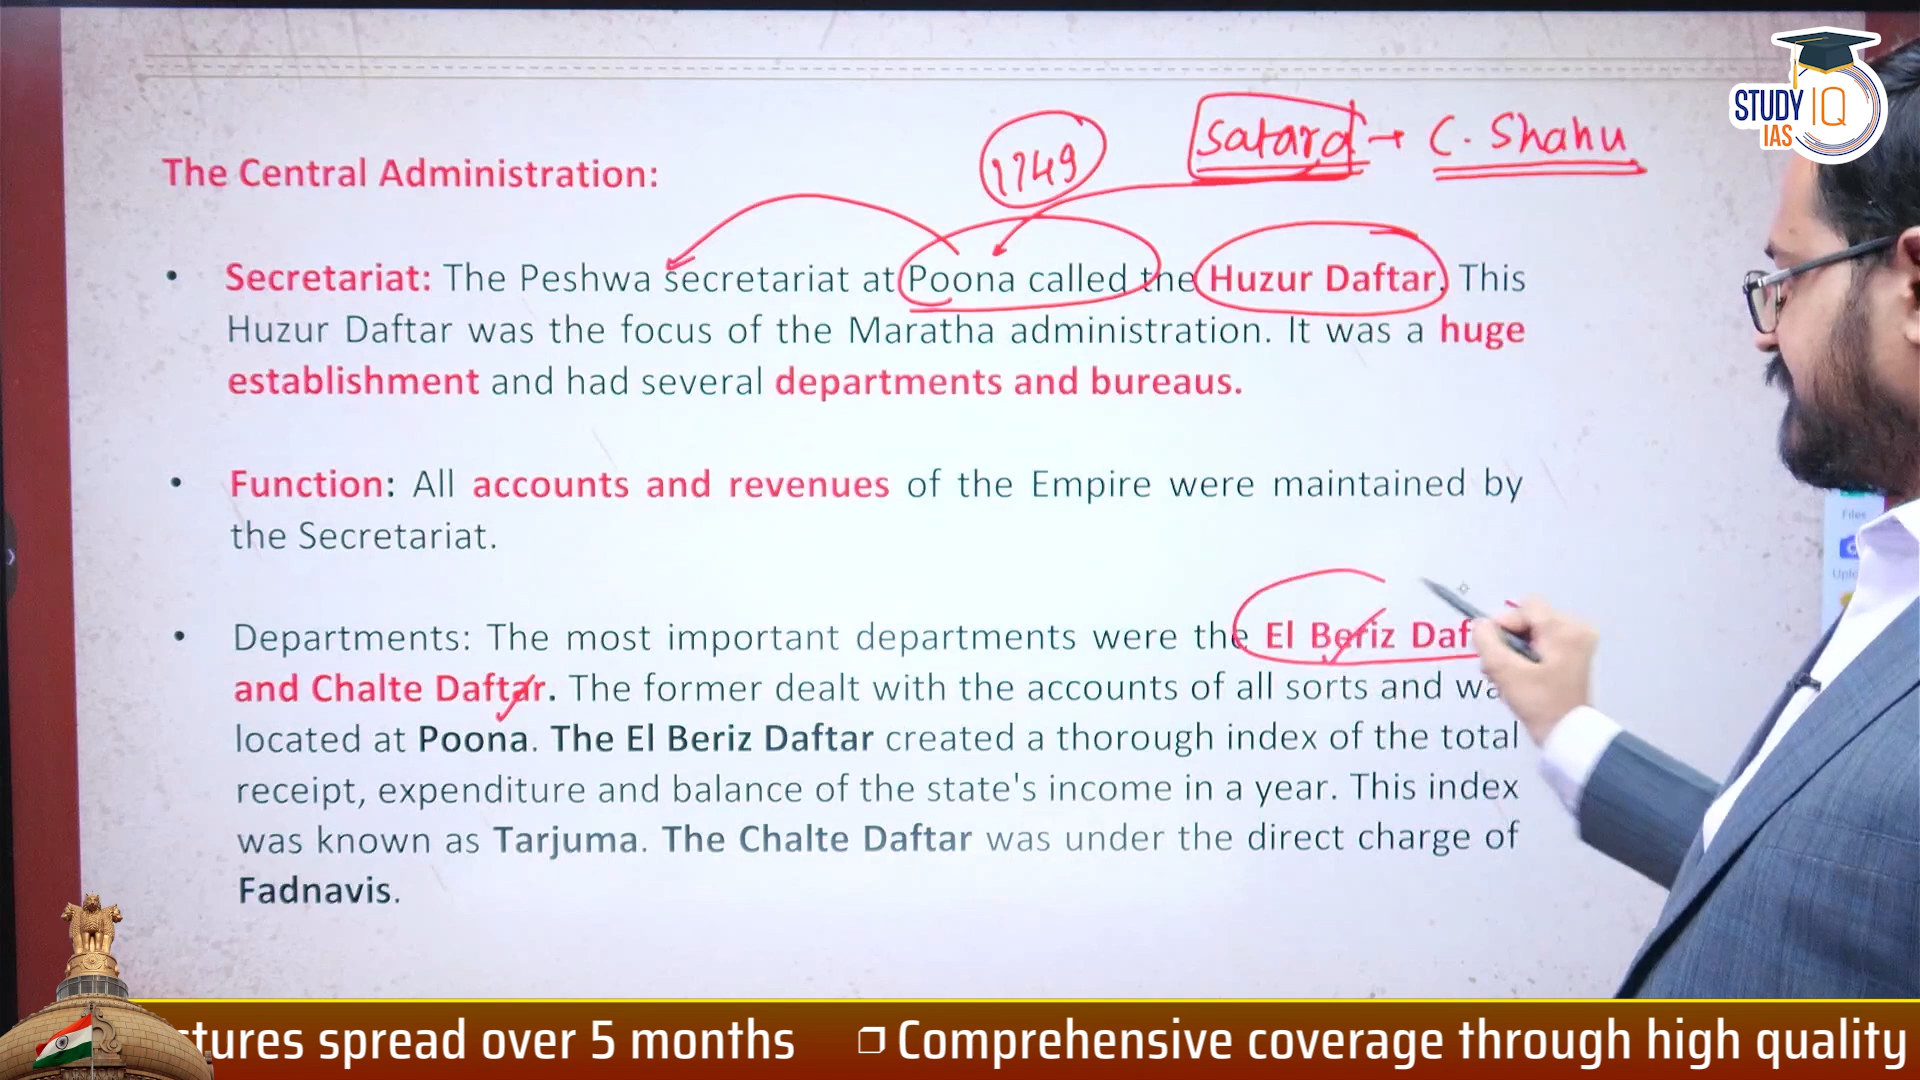 STUDY IQ
IAS
1749
Satara → C. Shahu
The Central Administration:
• Secretariat: The Peshwa secretariat at Poona called the Huzur Daftar. This
Huzur Daftar was the focus of the Maratha administration. It was a huge
establishment and had several departments and bureaus.
• Function: All accounts and revenues of the Empire were maintained by
the Secretariat.
Files
• Departments: The most important departments were the El Beriz Daf
and Chalte Daftar. The former dealt with the accounts of all sorts and wa
located at Poona. The El Beriz Daftar created a thorough index of the total
receipt, expenditure and balance of the state's income in a year. This index
was known as Tarjuma. The Chalte Daftar was under the direct charge of
Fadnavis.
ctures spread over 5 months ❐ Comprehensive coverage through high quality